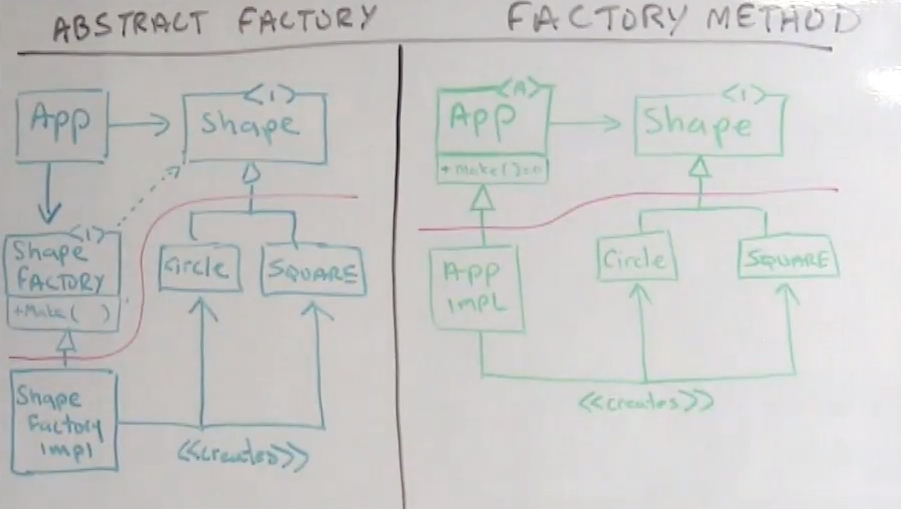 ABSTRACT FACTORY
FACTORY METHOD
App
<I>
Shape
<I>
Shape
FACTORY
+Make( )
Circle
SQUARE
Shape
Factory
impl
<<creates>>
<A>
App
<I>
Shape
App
IMPL
Circle
SQUARE
<<creates>>